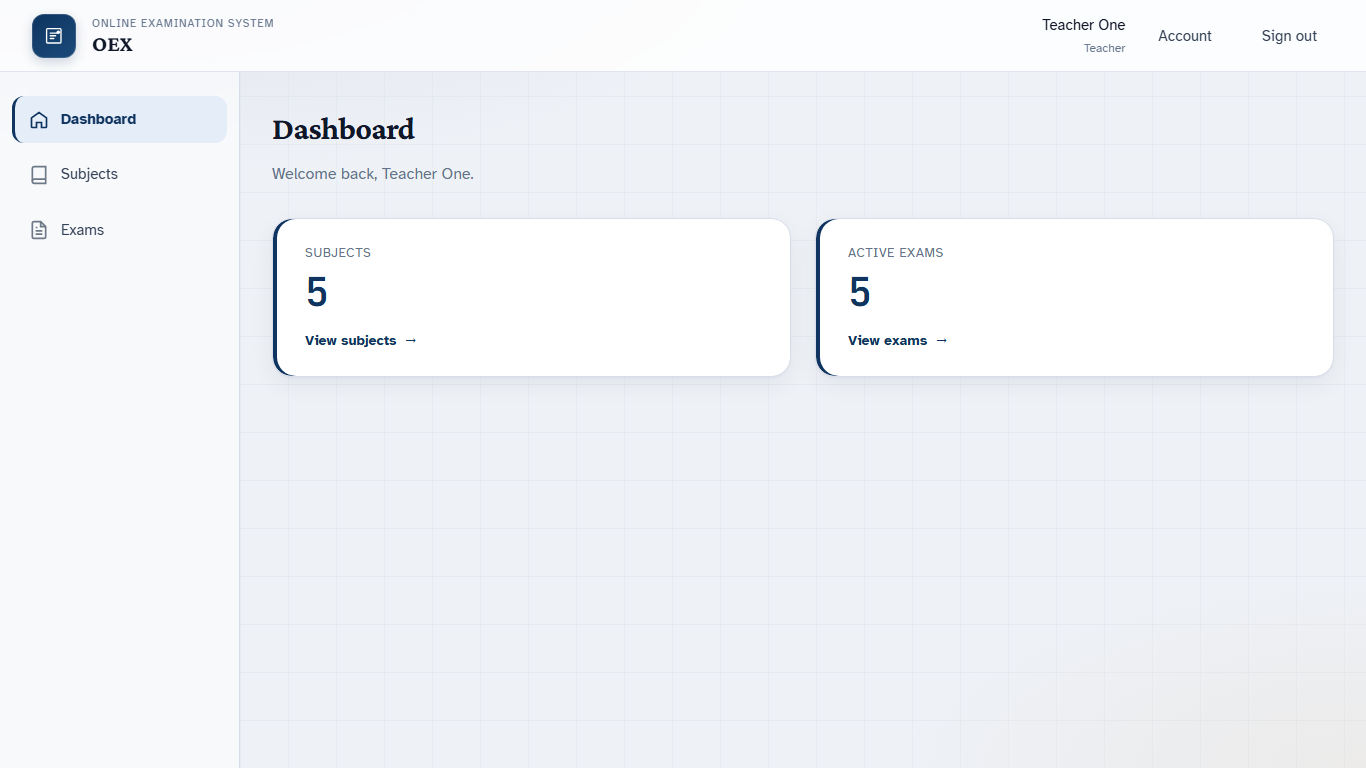 ONLINE EXAMINATION SYSTEM
OEX
Teacher One
Teacher
Account
Sign out
Dashboard
Subjects
Exams
Dashboard
Welcome back, Teacher One.
SUBJECTS
5
View subjects →
ACTIVE EXAMS
5
View exams →